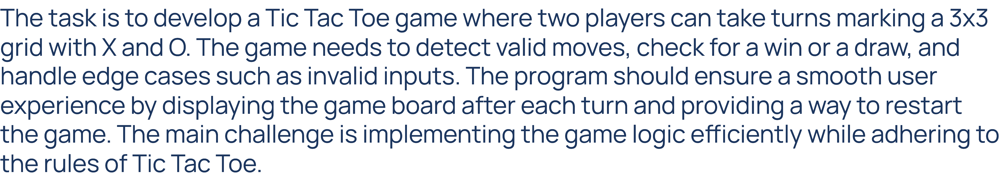 The task is to develop a Tic Tac Toe game where two players can take turns marking a 3x3
grid with X and O. The game needs to detect valid moves, check for a win or a draw, and
handle edge cases such as invalid inputs. The program should ensure a smooth user
experience by displaying the game board after each turn and providing a way to restart
the game. The main challenge is implementing the game logic efficiently while adhering to
the rules of Tic Tac Toe.